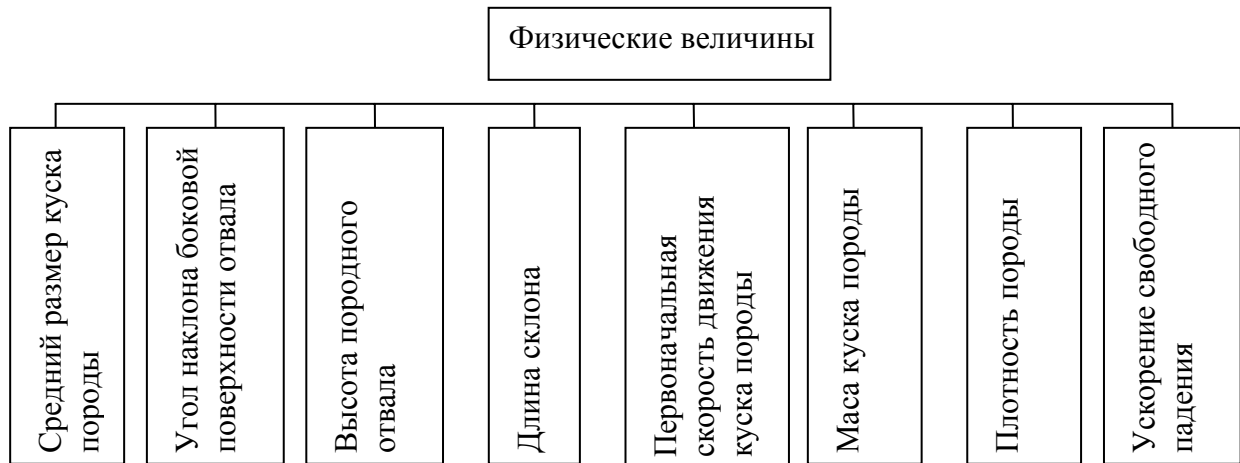 Физические величины
Средний размер куска
породы
Угол наклона боковой
поверхности отвала
Высота породного
отвала
Длина склона
Первоначальная
скорость движения
куска породы
Маса куска породы
Плотность породы
Ускорение свободного
падения